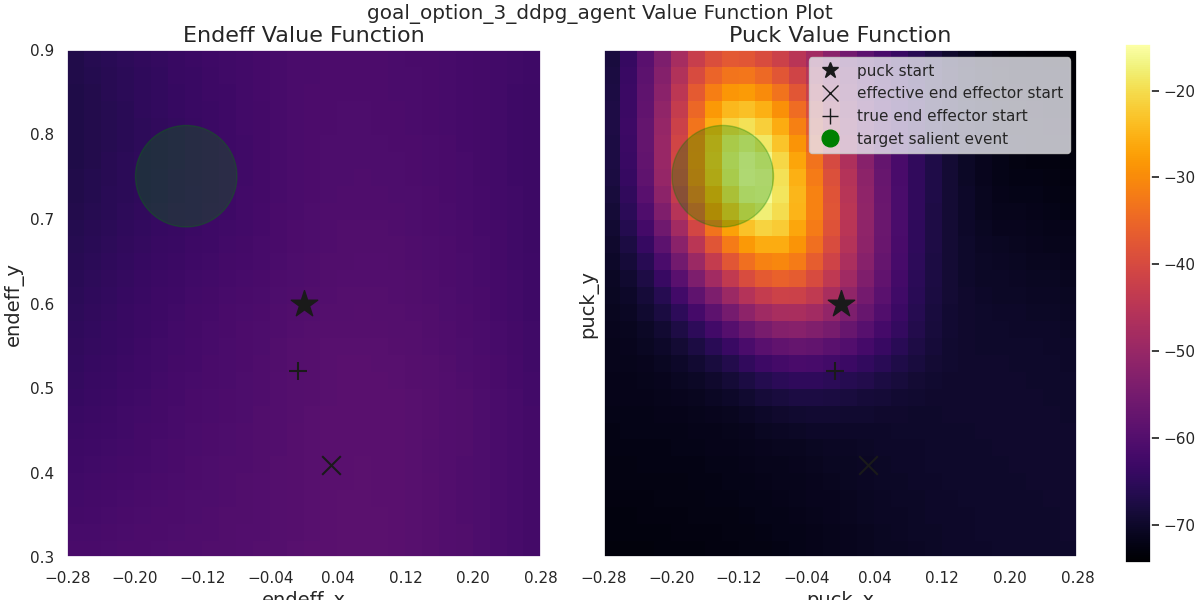 goal_option_3_ddpg_agent Value Function Plot
Endeff Value Function
Puck Value Function
endeff_y
0.9
0.8
0.7
0.6
0.5
0.4
0.3
−0.28 −0.20 −0.12 −0.04 0.04 0.12 0.20 0.28
endeff_x
puck_y
puck start
effective end effector start
true end effector start
target salient event
−0.28 −0.20 −0.12 −0.04 0.04 0.12 0.20 0.28
puck_x
−20
−30
−40
−50
−60
−70